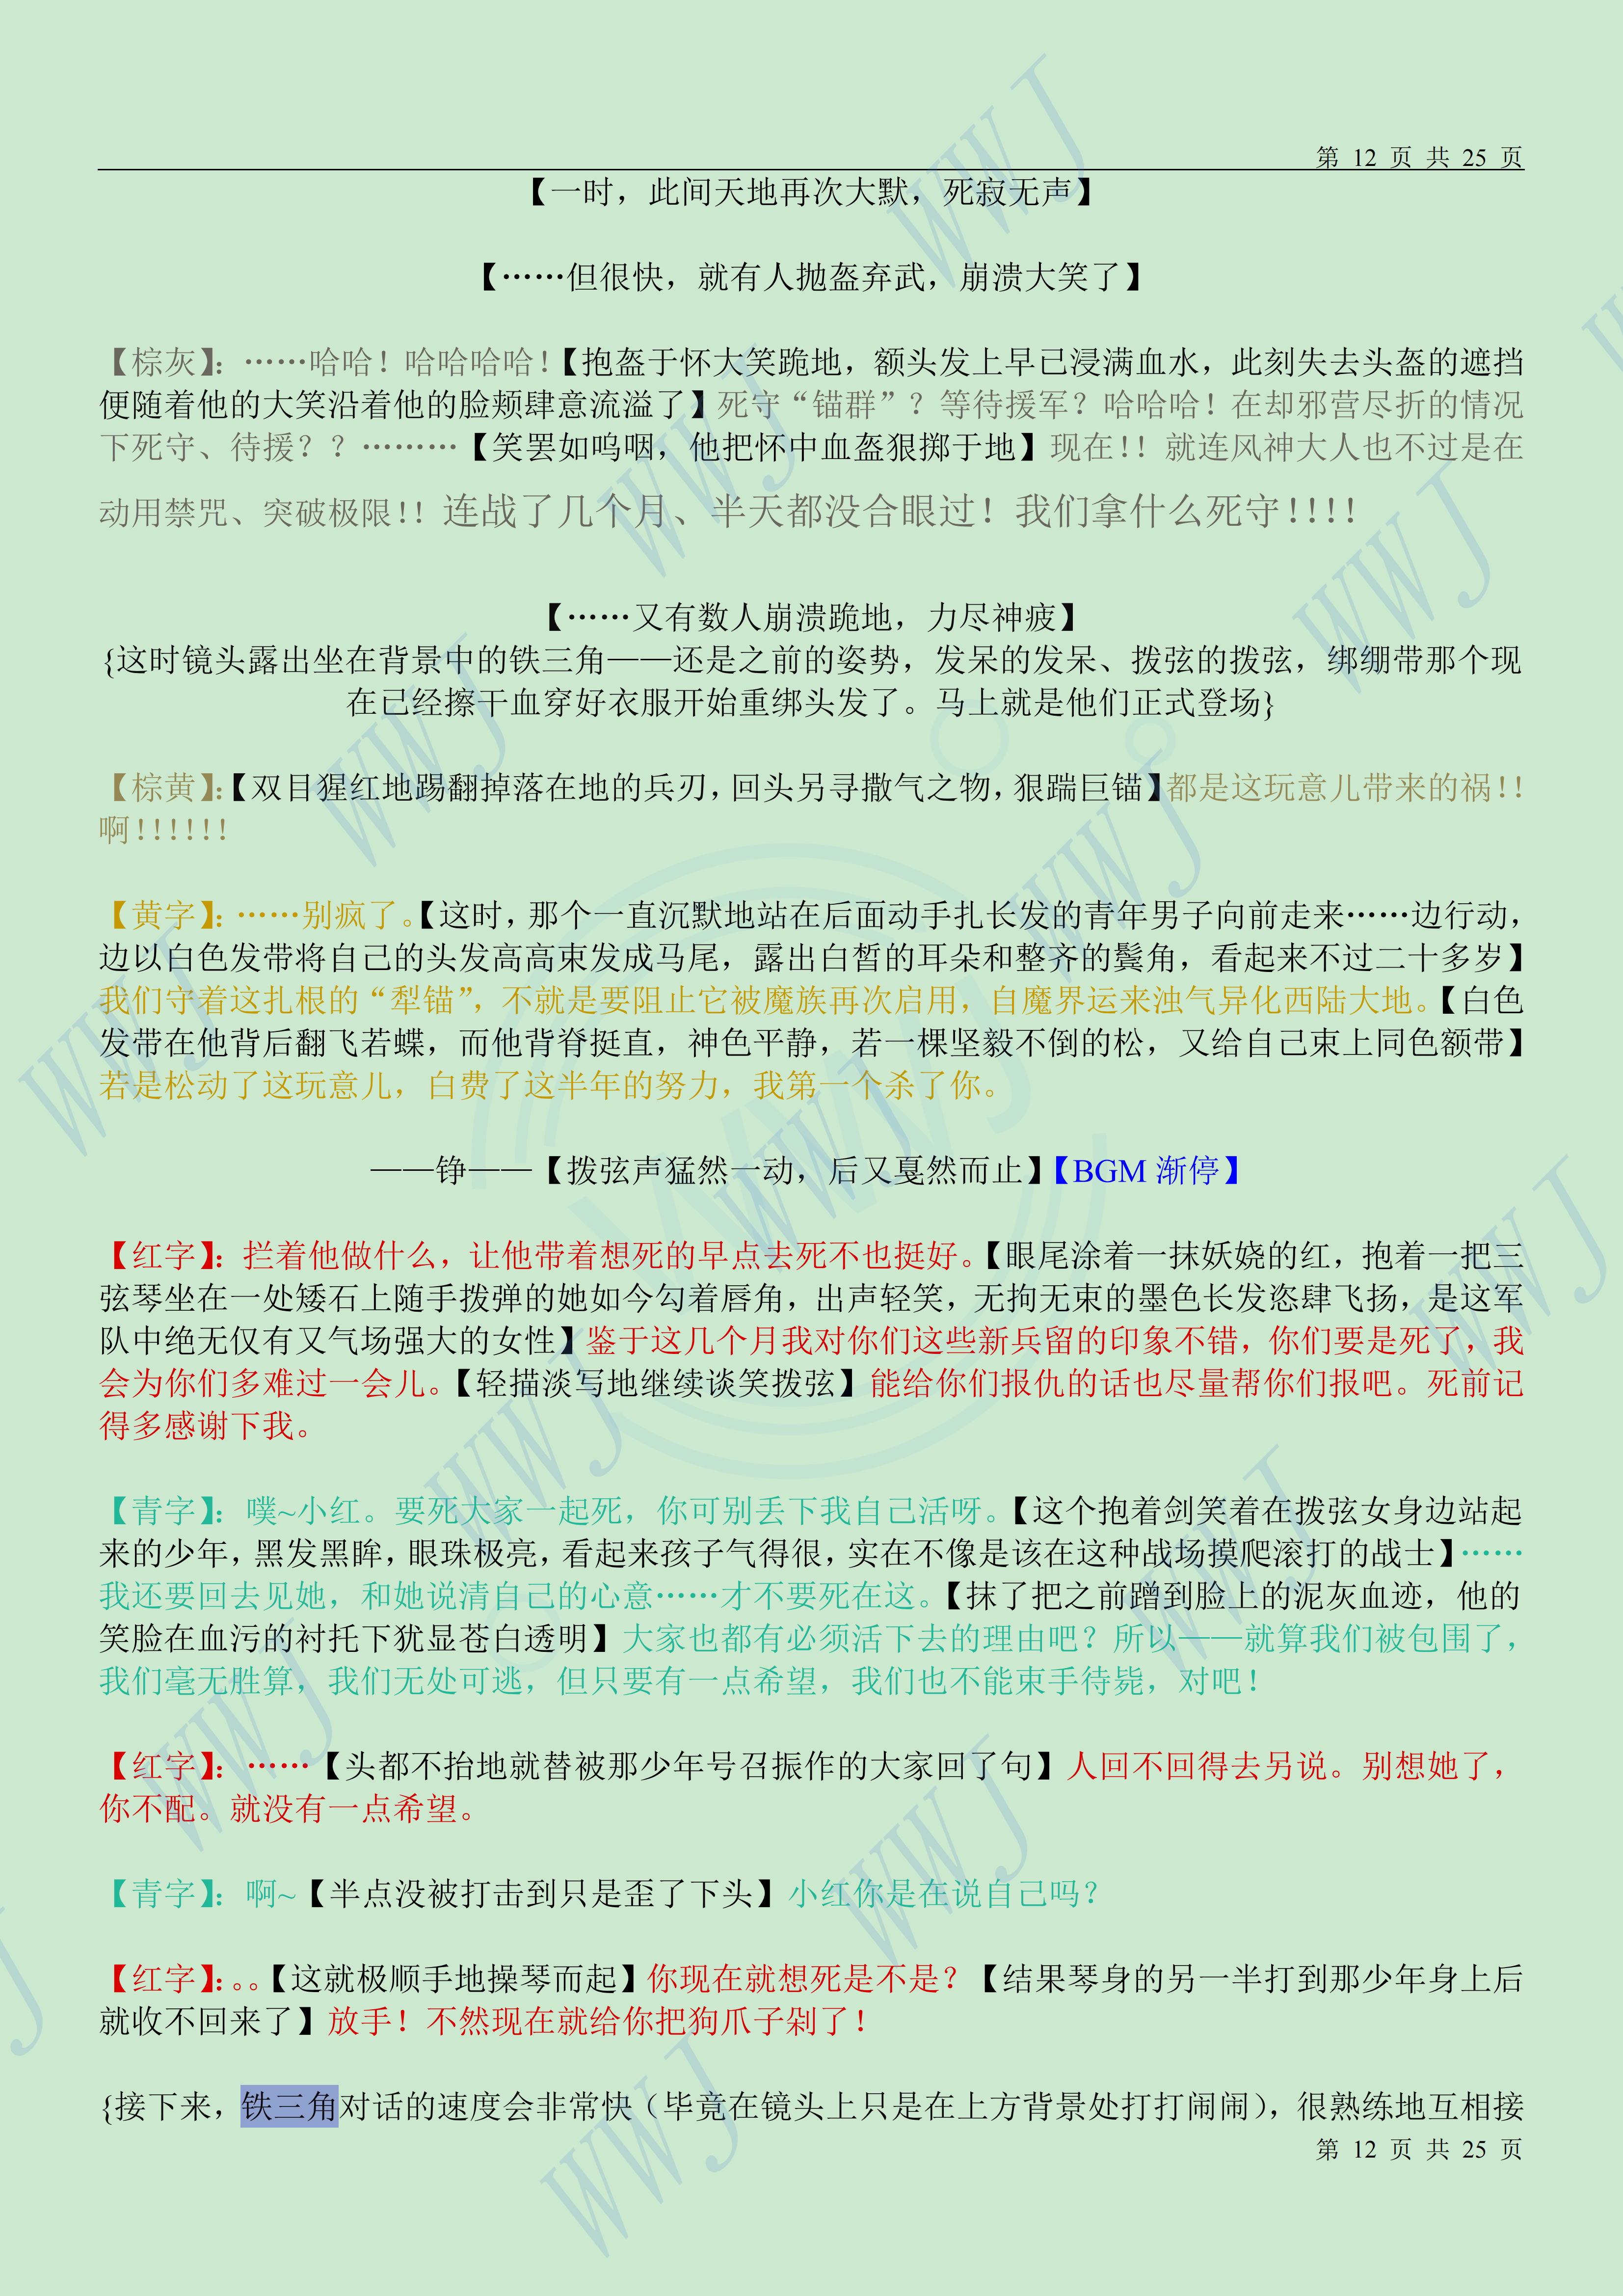 第 12 页 共 25 页
【一时，此间天地再次大默，死寂无声】
【……但很快，就有人抛盔弃武，崩溃大笑了】
【棕灰】：……哈哈！哈哈哈哈！【抱盔于怀大笑跪地，额头发上早已浸满血水，此刻失去头盔的遮挡
便随着他的大笑沿着他的脸颊肆意流溢了】死守“锚群”？等待援军？哈哈哈！在却邪营尽折的情况
下死守、待援？？………【笑罢如呜咽，他把怀中血盔狠掷于地】现在!！就连风神大人也不过是在
动用禁咒、突破极限!！连战了几个月、半天都没合眼过！我们拿什么死守!!!!
【……又有数人崩溃跪地，力尽神疲】
{这时镜头露出坐在背景中的铁三角——还是之前的姿势，发呆的发呆、拨弦的拨弦，绑绷带那个现
在已经擦干血穿好衣服开始重绑头发了。马上就是他们正式登场}
【棕黄】：【双目猩红地踢翻掉落在地的兵刃，回头另寻撒气之物，狠踹巨锚】都是这玩意儿带来的祸!!
啊!!!!!!
【黄字】：……别疯了。【这时，那个一直沉默地站在后面动手扎长发的青年男子向前走来……边行动，
边以白色发带将自己的头发高高束发成马尾，露出白皙的耳朵和整齐的鬓角，看起来不过二十多岁】
我们守着这扎根的“犁锚”，不就是要阻止它被魔族再次启用，自魔界运来浊气异化西陆大地。【白色
发带在他背后翻飞若蝶，而他背脊挺直，神色平静，若一棵坚毅不倒的松，又给自己束上同色额带】
若是松动了这玩意儿，白费了这半年的努力，我第一个杀了你。
——铮——【拨弦声猛然一动，后又戛然而止】【BGM 渐停】
【红字】：拦着他做什么，让他带着想死的早点去死不也挺好。【眼尾涂着一抹妖娆的红，抱着一把三
弦琴坐在一处矮石上随手拨弹的她如今勾着唇角，出声轻笑，无拘无束的墨色长发恣肆飞扬，是这军
队中绝无仅有又气场强大的女性】鉴于这几个月我对你们这些新兵留的印象不错，你们要是死了，我
会为你们多难过一会儿。【轻描淡写地继续谈笑拨弦】能给你们报仇的话也尽量帮你们报吧。死前记
得多感谢下我。
【青字】：噗~小红。要死大家一起死，你可别丢下我自己活呀。【这个抱着剑笑着在拨弦女身边站起
来的少年，黑发黑眸，眼珠极亮，看起来孩子气得很，实在不像是该在这种战场摸爬滚打的战士】……
我还要回去见她，和她说清自己的心意……才不要死在这。【抹了把之前蹭到脸上的泥灰血迹，他的
笑脸在血污的衬托下犹显苍白透明】大家也都有必须活下去的理由吧？所以——就算我们被包围了，
我们毫无胜算，我们无处可逃，但只要有一点希望，我们也不能束手待毙，对吧！
【红字】：……【头都不抬地就替被那少年号召振作的大家回了句】人回不回得去另说。别想她了，
你不配。就没有一点希望。
【青字】：啊~【半点没被打击到只是歪了下头】小红你是在说自己吗？
【红字】：。。【这就极顺手地操琴而起】你现在就想死是不是？【结果琴身的另一半打到那少年身上后
就收不回来了】放手！不然现在就给你把狗爪子剁了！
{接下来，铁三角对话的速度会非常快（毕竟在镜头上只是在上方背景处打打闹闹），很熟练地互相接
第 12 页 共 25 页